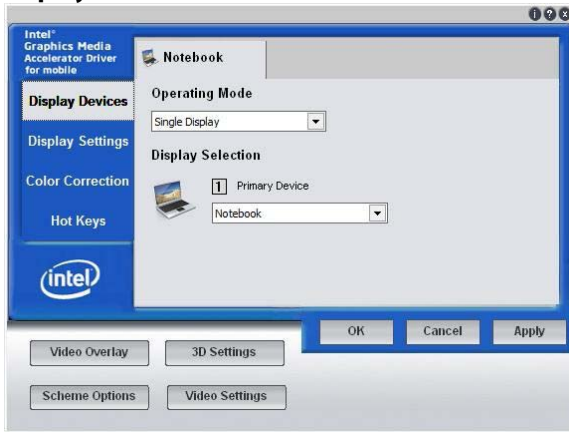 Intel®
Graphics Media
Accelerator Driver
for mobile
Notebook
Display Devices
Display Settings
Color Correction
Hot Keys
intel
Operating Mode
Single Display
Display Selection
1 Primary Device
Notebook
OK Cancel Apply
Video Overlay 3D Settings
Scheme Options Video Settings